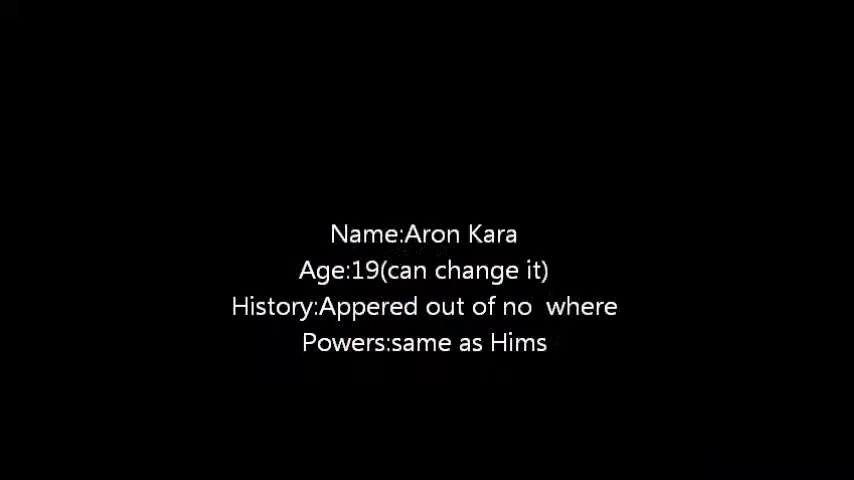 Name:Aron Kara
Age:19(can change it)
History:Appered out of no  where
Powers:same as Hims